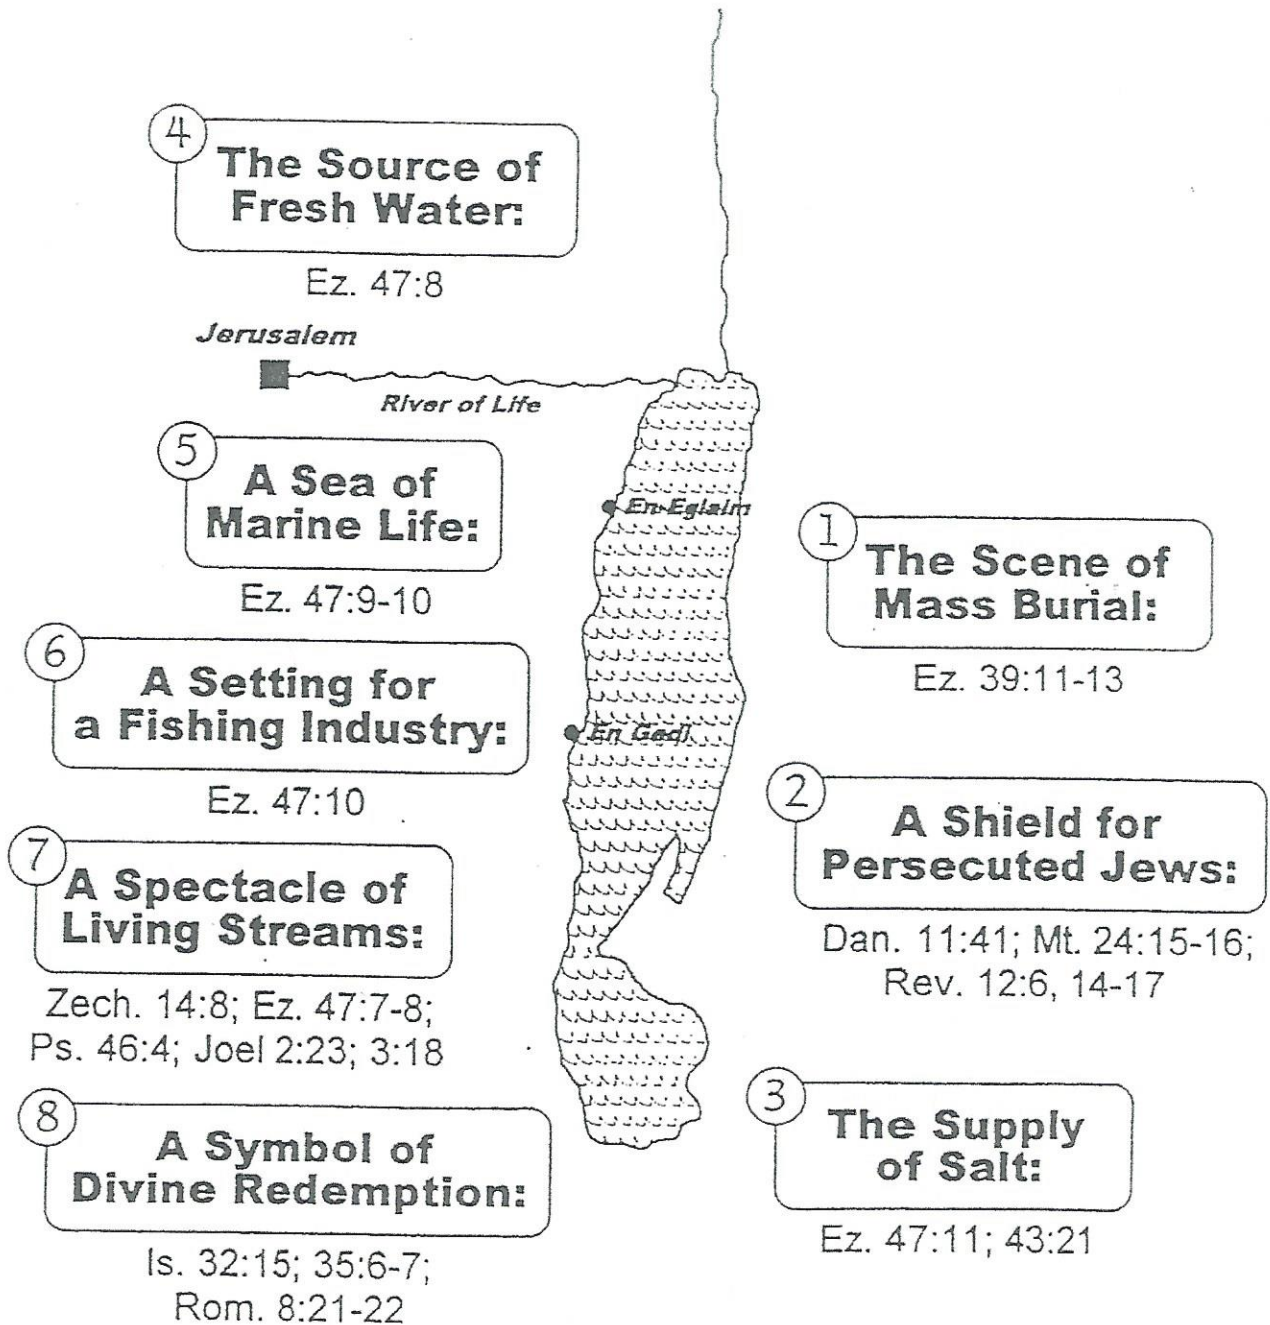 4
The Source of
Fresh Water:
Ez. 47:8
Jerusalem
River of Life
5
A Sea of
Marine Life:
Ez. 47:9-10
En-Eglaim
1
The Scene of
Mass Burial:
Ez. 39:11-13
6
A Setting for
a Fishing Industry:
Ez. 47:10
En Gedi
2
A Shield for
Persecuted Jews:
Dan. 11:41; Mt. 24:15-16;
Rev. 12:6, 14-17
7
A Spectacle of
Living Streams:
Zech. 14:8; Ez. 47:7-8;
Ps. 46:4; Joel 2:23; 3:18
3
The Supply
of Salt:
Ez. 47:11; 43:21
8
A Symbol of
Divine Redemption:
Is. 32:15; 35:6-7;
Rom. 8:21-22